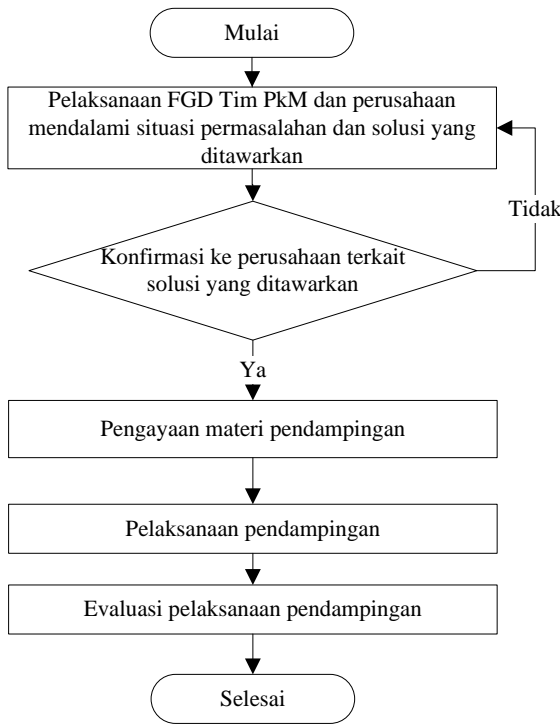 Mulai
Pelaksanaan FGD Tim PkM dan perusahaan
mendalami situasi permasalahan dan solusi yang
ditawarkan
Tidak
Konfirmasi ke perusahaan terkait
solusi yang ditawarkan
Ya
Pengayaan materi pendampingan
Pelaksanaan pendampingan
Evaluasi pelaksanaan pendampingan
Selesai